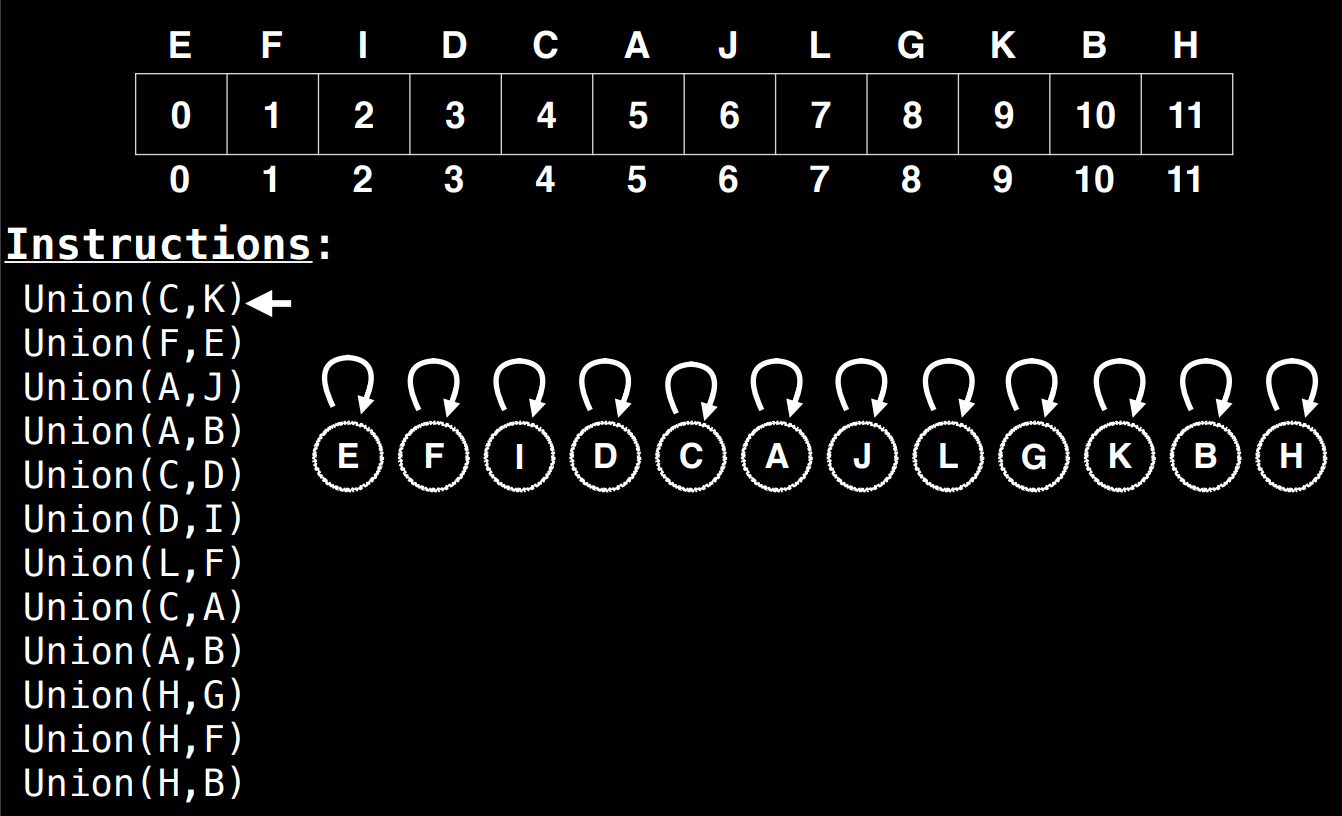 E F I D C A J L G K B H
0 1 2 3 4 5 6 7 8 9 10 11
0 1 2 3 4 5 6 7 8 9 10 11
Instructions:
Union(C,K)
Union(F,E)
Union(A,J)
Union(A,B)
Union(C,D)
Union(D,I)
Union(L,F)
Union(C,A)
Union(A,B)
Union(H,G)
Union(H,F)
Union(H,B)
E F I D C A J L G K B H